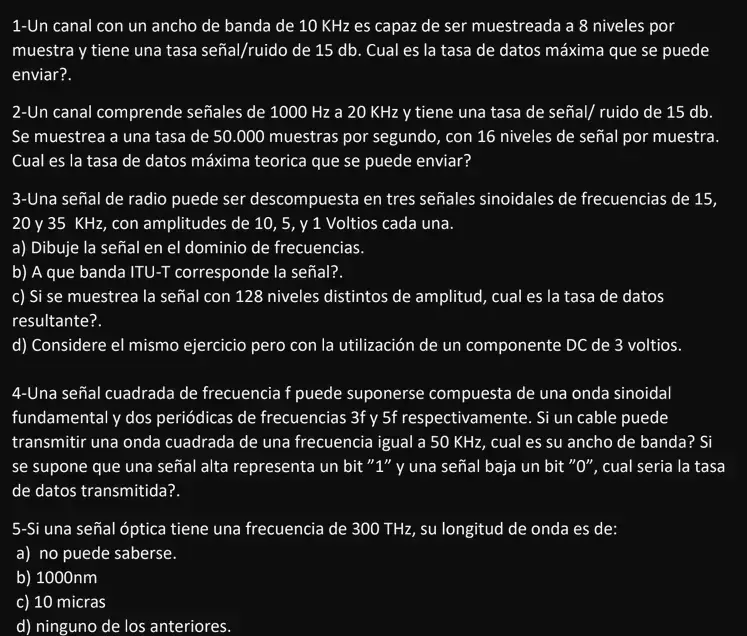 1-Un canal con un ancho de banda de 10 KHz es capaz de ser muestreada a 8 niveles por
muestra y tiene una tasa señal/ruido de 15 db. Cual es la tasa de datos máxima que se puede
enviar?.
2-Un canal comprende señales de 1000 Hz a 20 KHz y tiene una tasa de señal/ ruido de 15 db.
Se muestrea a una tasa de 50.000 muestras por segundo, con 16 niveles de señal por muestra.
Cual es la tasa de datos máxima teorica que se puede enviar?
3-Una señal de radio puede ser descompuesta en tres señales sinoidales de frecuencias de 15,
20 y 35 KHz, con amplitudes de 10, 5, y 1 Voltios cada una.
a) Dibuje la señal en el dominio de frecuencias.
b) A que banda ITU-T corresponde la señal?.
c) Si se muestrea la señal con 128 niveles distintos de amplitud, cual es la tasa de datos
resultante?.
d) Considere el mismo ejercicio pero con la utilización de un componente DC de 3 voltios.
4-Una señal cuadrada de frecuencia f puede suponerse compuesta de una onda sinoidal
fundamental y dos periódicas de frecuencias 3f y 5f respectivamente. Si un cable puede
transmitir una onda cuadrada de una frecuencia igual a 50 KHz, cual es su ancho de banda? Si
se supone que una señal alta representa un bit ”1” y una señal baja un bit ”0”, cual seria la tasa
de datos transmitida?.
5-Si una señal óptica tiene una frecuencia de 300 THz, su longitud de onda es de:
a) no puede saberse.
b) 1000nm
c) 10 micras
d) ninguno de los anteriores.